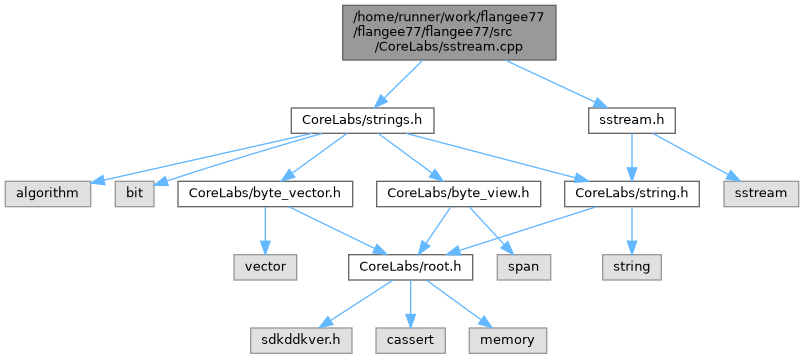 /home/runner/work/flangee77
/flangee77/flangee77/src
/CoreLabs/sstream.cpp
CoreLabs/strings.h
sstream.h
algorithm
bit
CoreLabs/byte_vector.h
CoreLabs/byte_view.h
CoreLabs/string.h
sstream
vector
CoreLabs/root.h
span
string
sdkddkver.h
cassert
memory